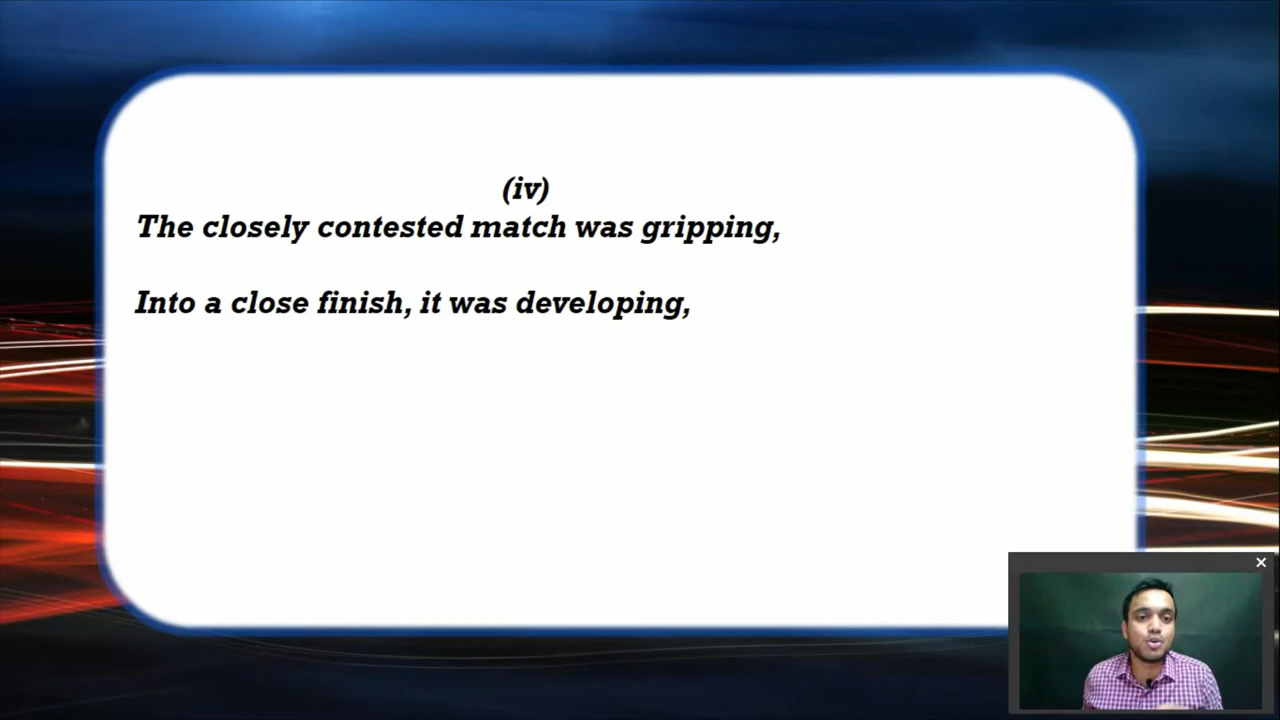 (iv)
The closely contested match was gripping,
Into a close finish, it was developing,